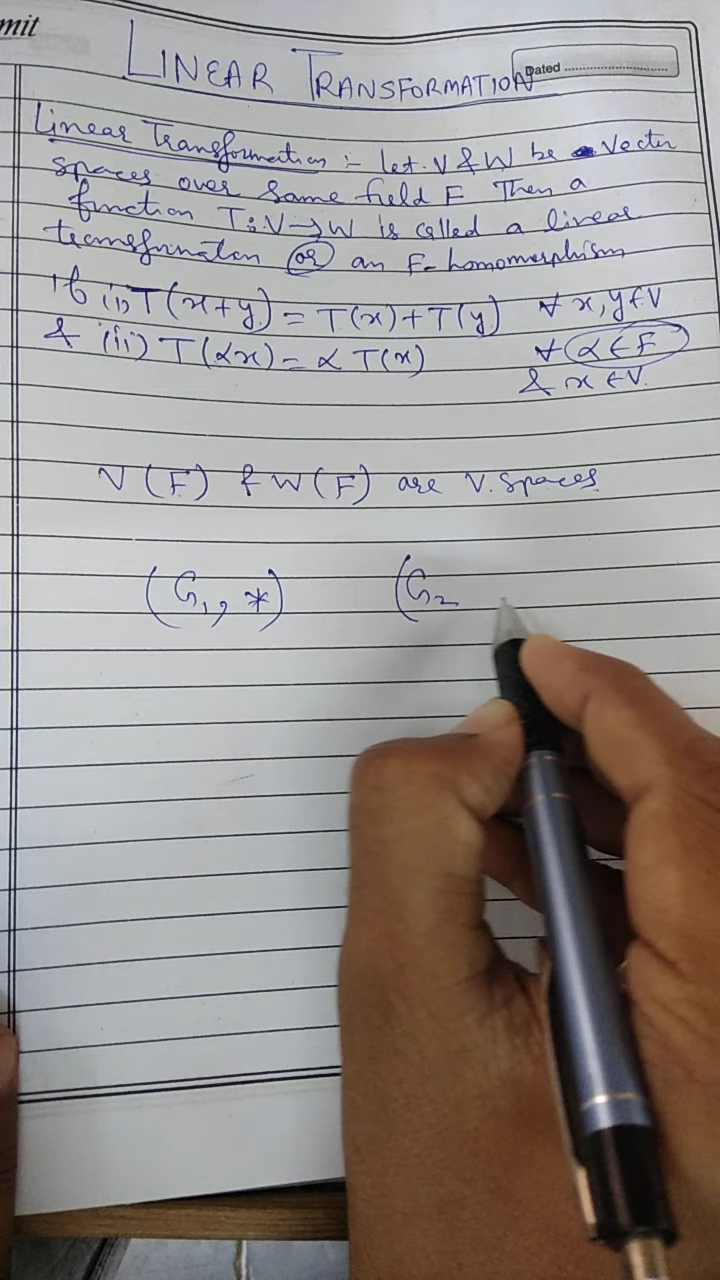 mit
LINEAR TRANSFORMATION
Dated
Linear Transformation :- let V & W be Vector
spaces over same field F Then a
function T: V → W is called a linear
transformation (or) an F-homomorphism
if (i) T(x+y) = T(x)+T(y) ∀ x, y ∈ V
& (ii) T(αx) = α T(x) ∀ α ∈ F
& x ∈ V.
V (F) & W (F) are V. spaces
(G₁, *) (G₂